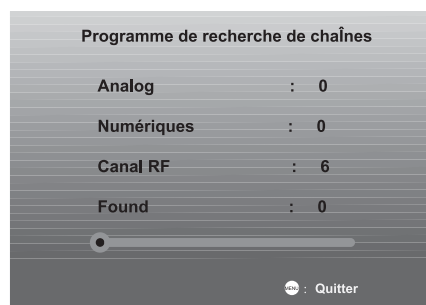 Programme de recherche de chaÎnes
Analog : 0
Numériques : 0
Canal RF : 6
Found : 0
MENU : Quitter